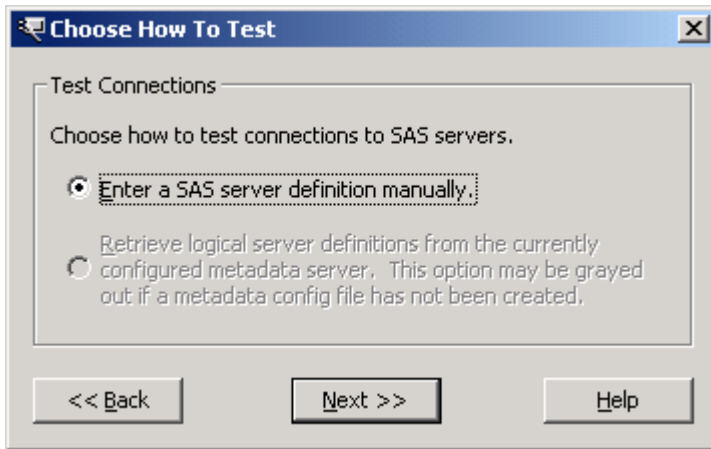 Choose How To Test
Test Connections
Choose how to test connections to SAS servers.
Enter a SAS server definition manually.
Retrieve logical server definitions from the currently
configured metadata server.  This option may be grayed
out if a metadata config file has not been created.
<< Back
Next >>
Help